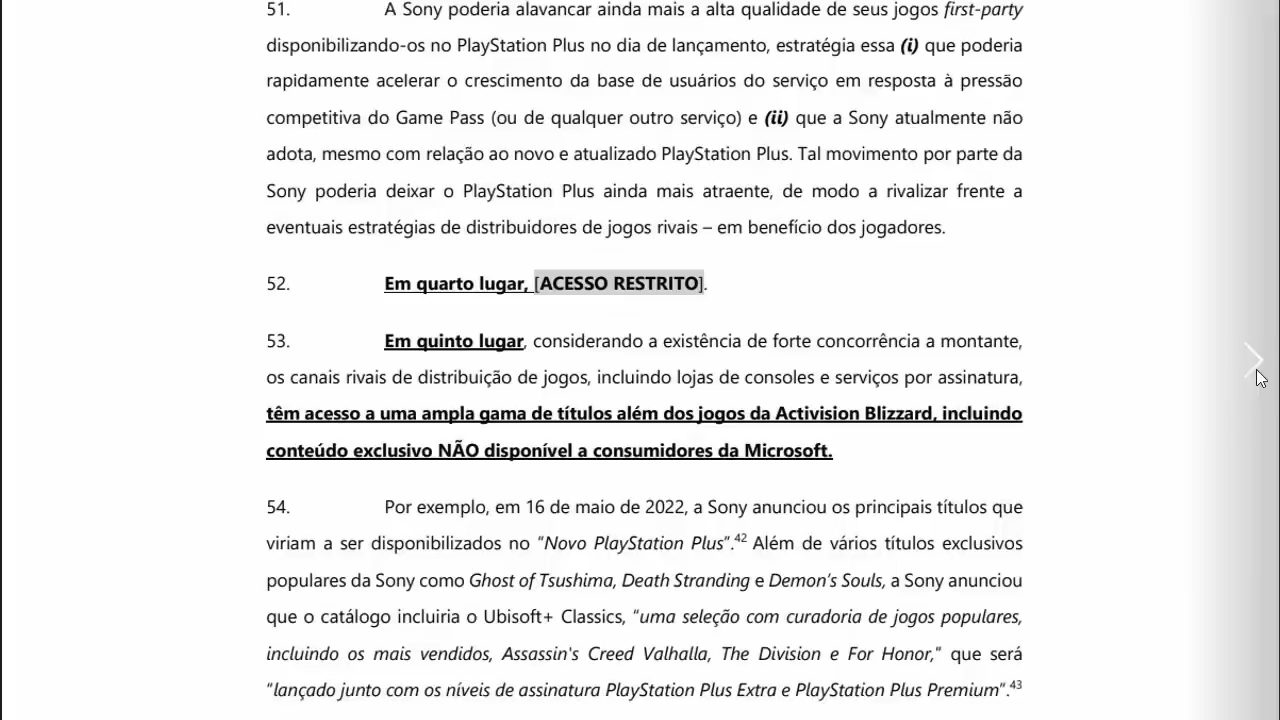 51. A Sony poderia alavancar ainda mais a alta qualidade de seus jogos first-party
disponibilizando-os no PlayStation Plus no dia de lançamento, estratégia essa (i) que poderia
rapidamente acelerar o crescimento da base de usuários do serviço em resposta à pressão
competitiva do Game Pass (ou de qualquer outro serviço) e (ii) que a Sony atualmente não
adota, mesmo com relação ao novo e atualizado PlayStation Plus. Tal movimento por parte da
Sony poderia deixar o PlayStation Plus ainda mais atraente, de modo a rivalizar frente a
eventuais estratégias de distribuidores de jogos rivais – em benefício dos jogadores.
52. Em quarto lugar, [ACESSO RESTRITO].
53. Em quinto lugar, considerando a existência de forte concorrência a montante,
os canais rivais de distribuição de jogos, incluindo lojas de consoles e serviços por assinatura,
têm acesso a uma ampla gama de títulos além dos jogos da Activision Blizzard, incluindo
conteúdo exclusivo NÃO disponível a consumidores da Microsoft.
54. Por exemplo, em 16 de maio de 2022, a Sony anunciou os principais títulos que
viriam a ser disponibilizados no “Novo PlayStation Plus”.42 Além de vários títulos exclusivos
populares da Sony como Ghost of Tsushima, Death Stranding e Demon’s Souls, a Sony anunciou
que o catálogo incluiria o Ubisoft+ Classics, “uma seleção com curadoria de jogos populares,
incluindo os mais vendidos, Assassin's Creed Valhalla, The Division e For Honor,” que será
“lançado junto com os níveis de assinatura PlayStation Plus Extra e PlayStation Plus Premium”.43